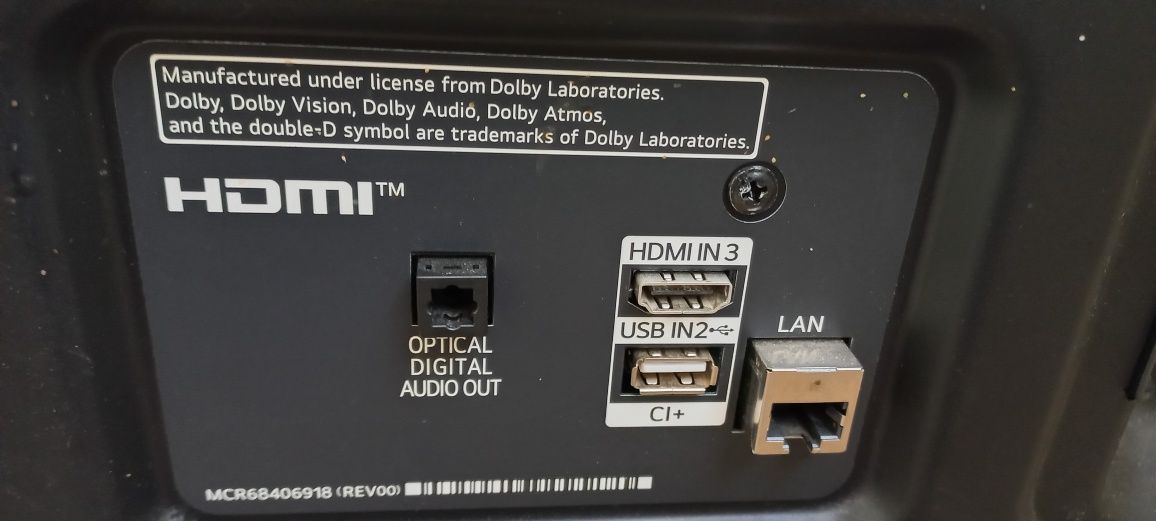 Manufactured under license from Dolby Laboratories.
Dolby, Dolby Vision, Dolby Audio, Dolby Atmos,
and the double-D symbol are trademarks of Dolby Laboratories.
HDMI™
HDMI IN 3
USB IN2
LAN
OPTICAL
DIGITAL
AUDIO OUT
CI+
MCR68406918 (REV00)